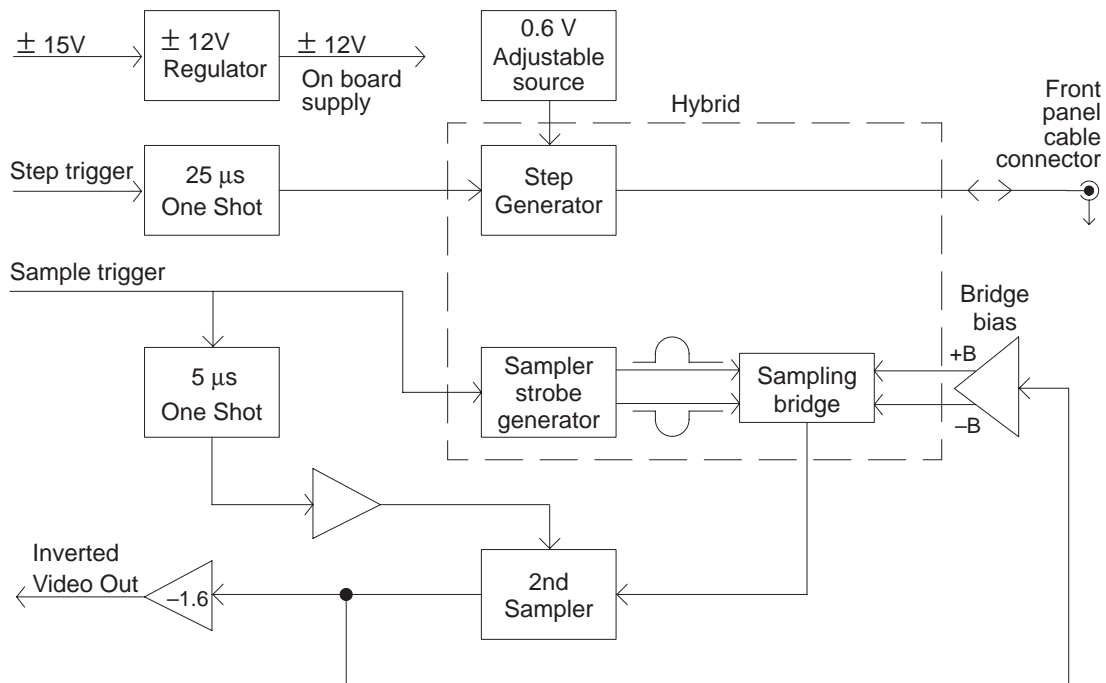 ± 15V
± 12V
Regulator
± 12V
On board
supply
0.6 V
Adjustable
source
Hybrid
Front
panel
cable
connector
Step trigger
25 μs
One Shot
Step
Generator
Sample trigger
5 μs
One Shot
Sampler
strobe
generator
Sampling
bridge
Bridge
bias
+B
–B
Inverted
Video Out
–1.6
2nd
Sampler